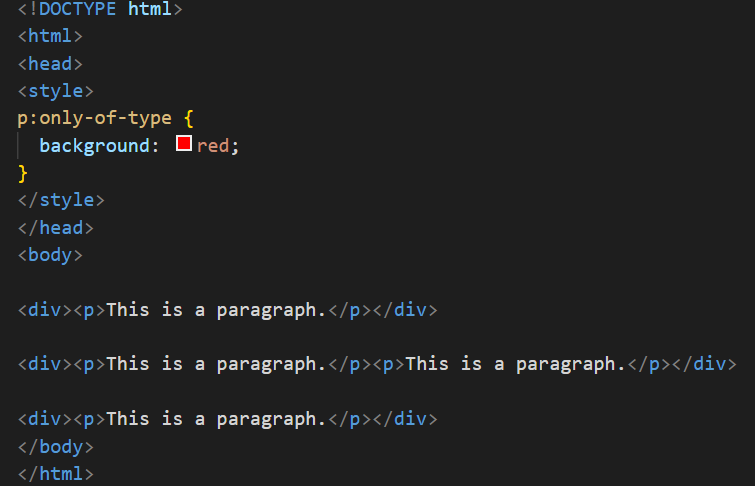 <!DOCTYPE html>
<html>
<head>
<style>
p:only-of-type {
  background: red;
}
</style>
</head>
<body>

<div><p>This is a paragraph.</p></div>

<div><p>This is a paragraph.</p><p>This is a paragraph.</p></div>

<div><p>This is a paragraph.</p></div>
</body>
</html>